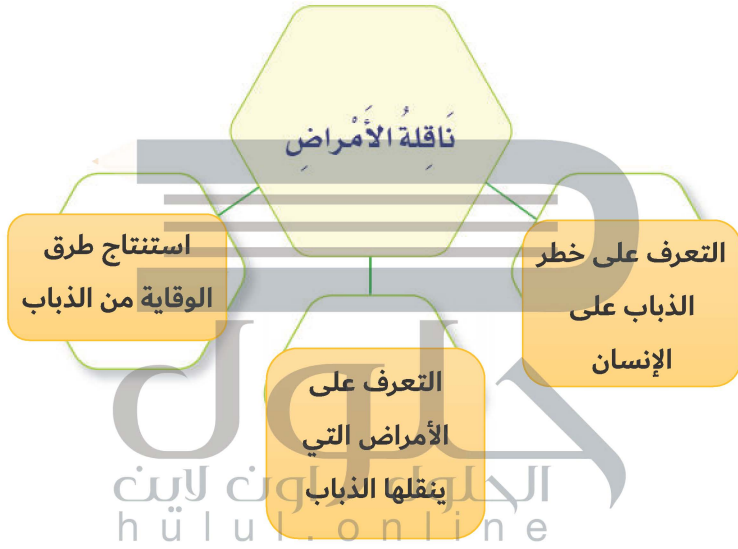 نَاقِلَةُ الأَمْرَاضِ
التعرف على خطر
الذباب على
الإنسان
التعرف على
الأمراض التي
ينقلها الذباب
استنتاج طرق
الوقاية من الذباب
حلول
الحلول اون لاين
hulul.online